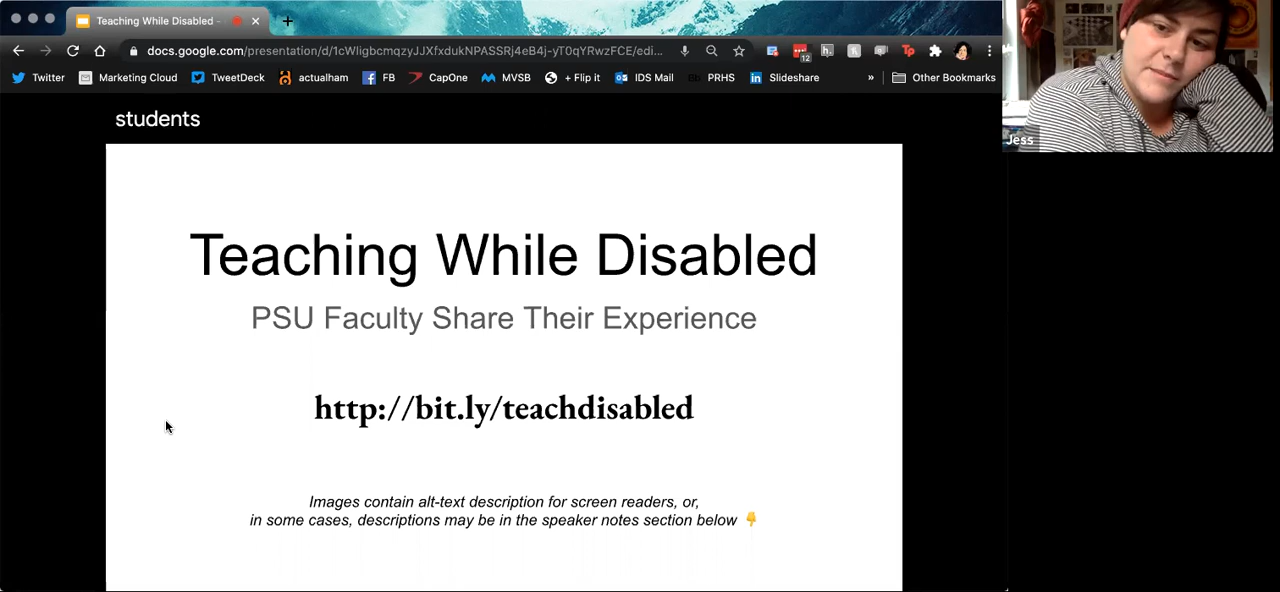 Teaching While Disabled -
docs.google.com/presentation/d/1cWIigbcmqzyJJXfxdukNPASSRj4eB4j-yT0qYRwzFCE/edi...
12
Twitter Marketing Cloud TweetDeck actualham FB CapOne MVSB + Flip it IDS Mail Bb PRHS Slideshare » Other Bookmarks
students
Jess
Teaching While Disabled
PSU Faculty Share Their Experience
http://bit.ly/teachdisabled
Images contain alt-text description for screen readers, or,
in some cases, descriptions may be in the speaker notes section below 👇